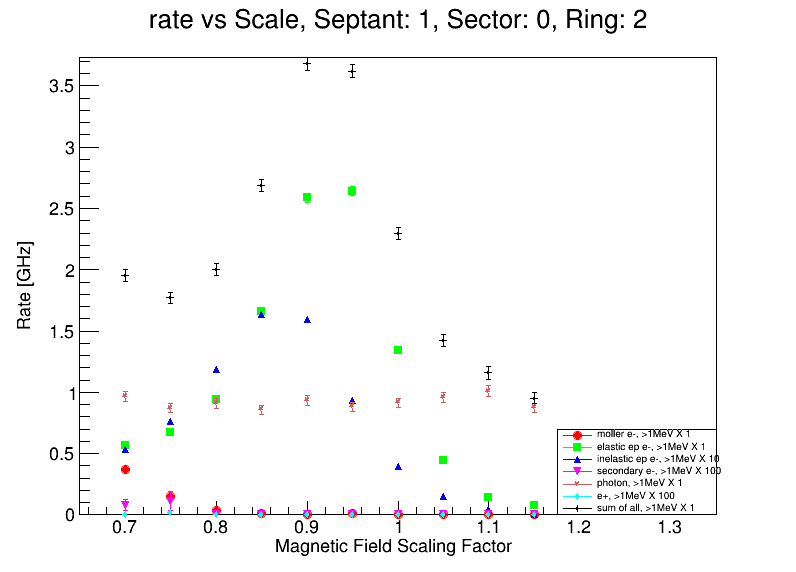 rate vs Scale, Septant: 1, Sector: 0, Ring: 2
Rate [GHz]
3.5
3
2.5
2
1.5
1
0.5
0
moller e-, >1MeV X 1
elastic ep e-, >1MeV X 1
inelastic ep e-, >1MeV X 10
secondary e-, >1MeV X 100
photon, >1MeV X 1
e+, >1MeV X 100
sum of all, >1MeV X 1
0.7 0.8 0.9 1 1.1 1.2 1.3
Magnetic Field Scaling Factor